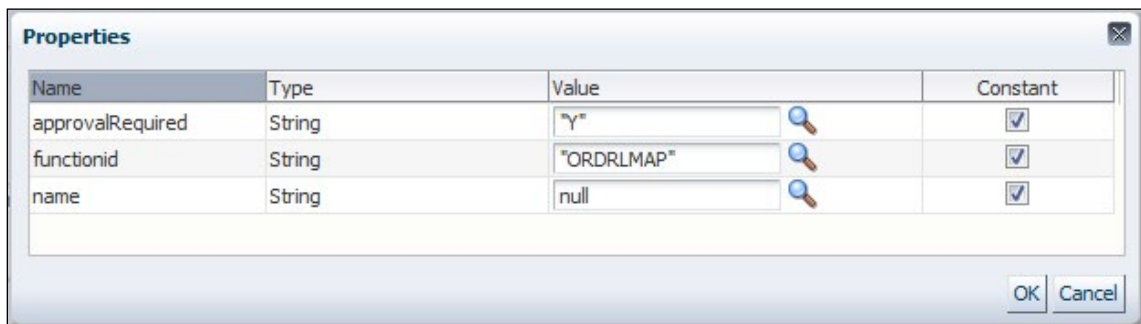 Properties
Name Type Value Constant
approvalRequired String "Y"
functionid String "ORDRLMAP"
name String null
OK Cancel